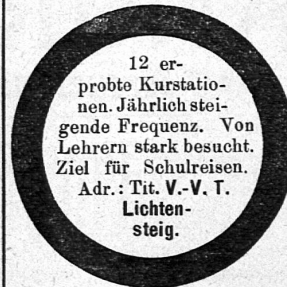 12 er-
probte Kurstatio-
nen. Jährlich stei-
gende Frequenz. Von
Lehrern stark besucht.
Ziel für Schulreisen.
Adr.: Tit. V.-V. T.
Lichten-
steig.